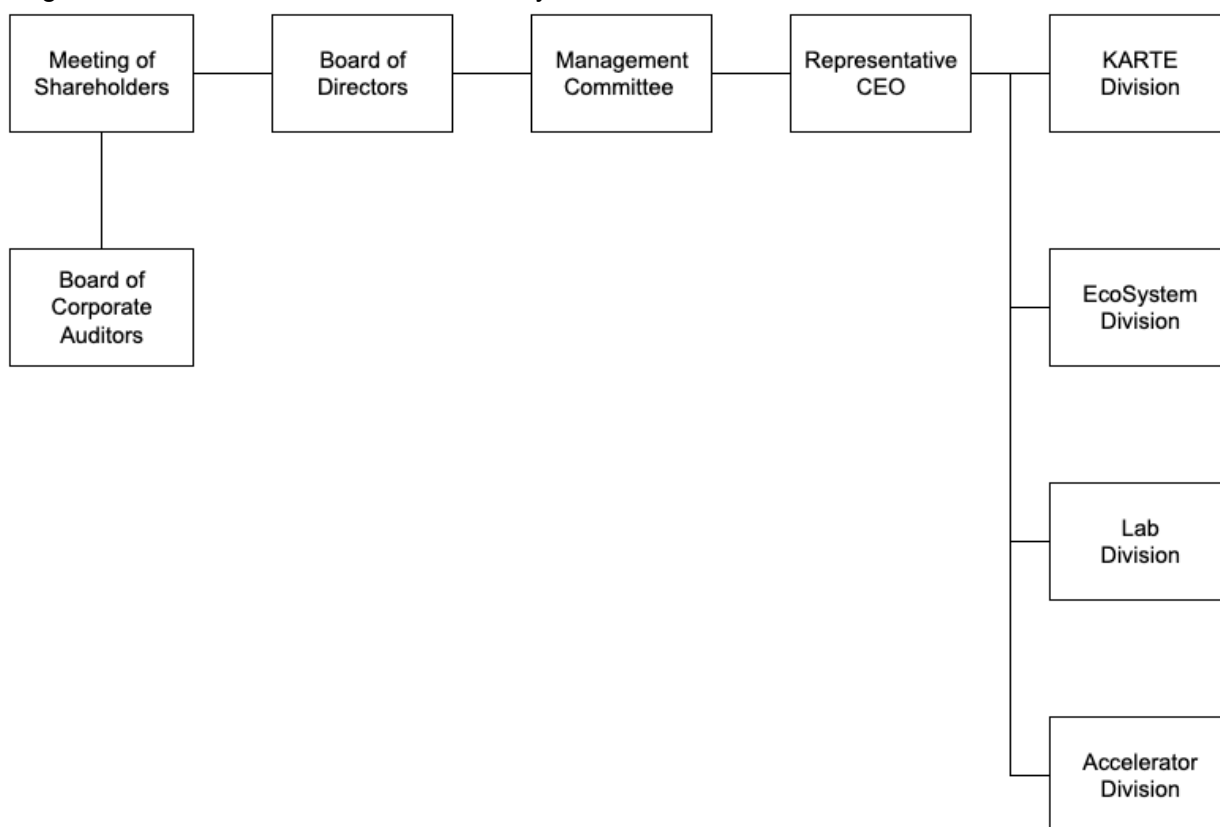 Meeting of
Shareholders
Board of
Directors
Management
Committee
Representative
CEO
KARTE
Division
Board of
Corporate
Auditors
EcoSystem
Division
Lab
Division
Accelerator
Division